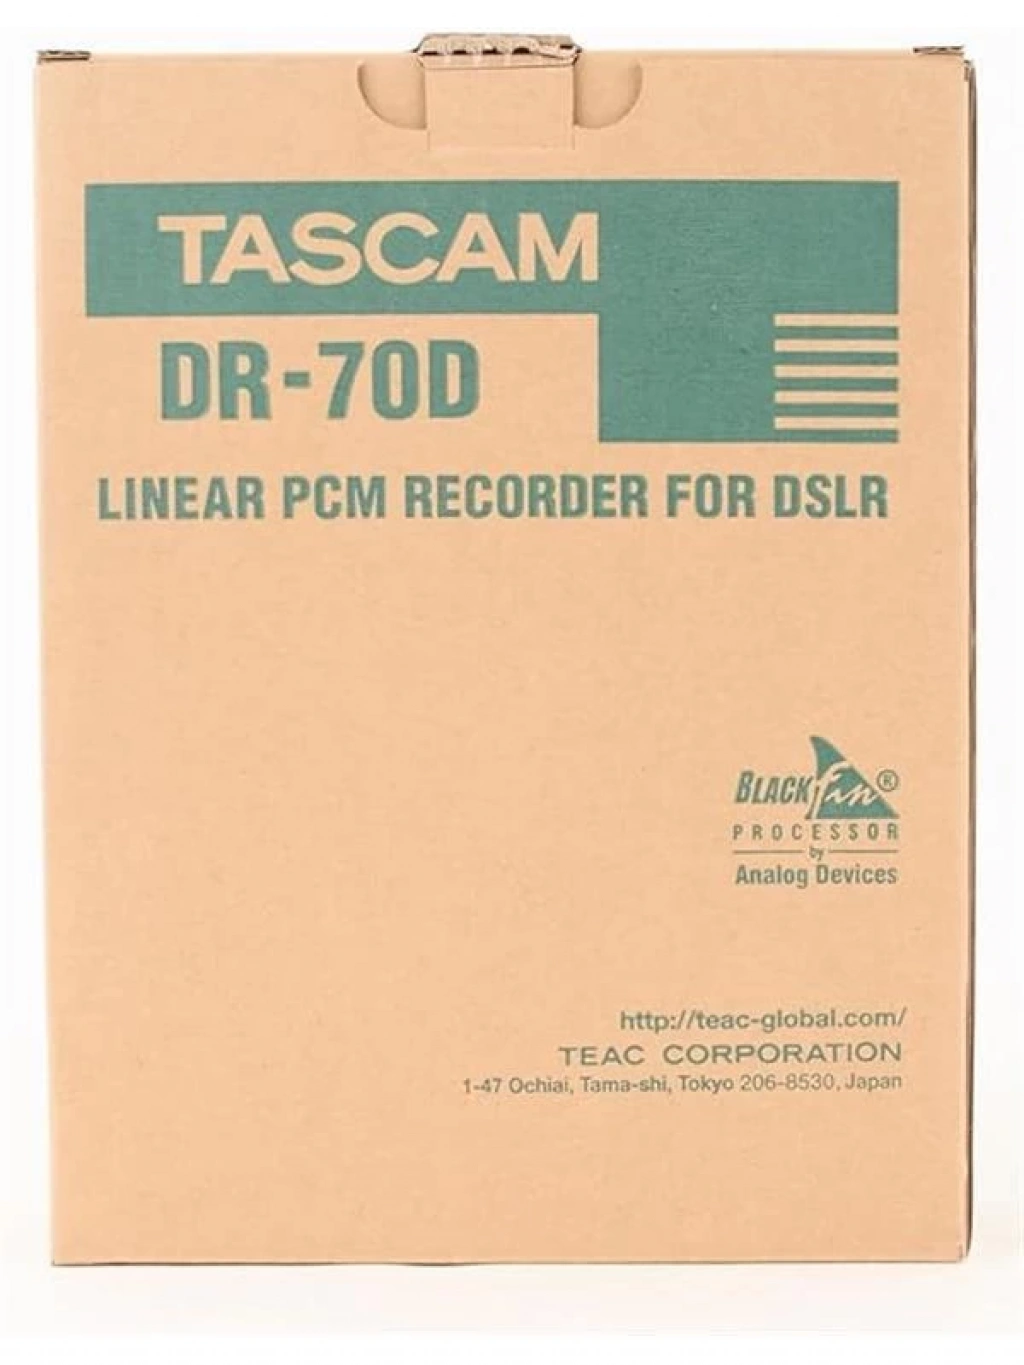 TASCAM
DR-70D
LINEAR PCM RECORDER FOR DSLR
BLACKfin®
PROCESSOR
by
Analog Devices
http://teac-global.com/
TEAC CORPORATION
1-47 Ochiai, Tama-shi, Tokyo 206-8530, Japan